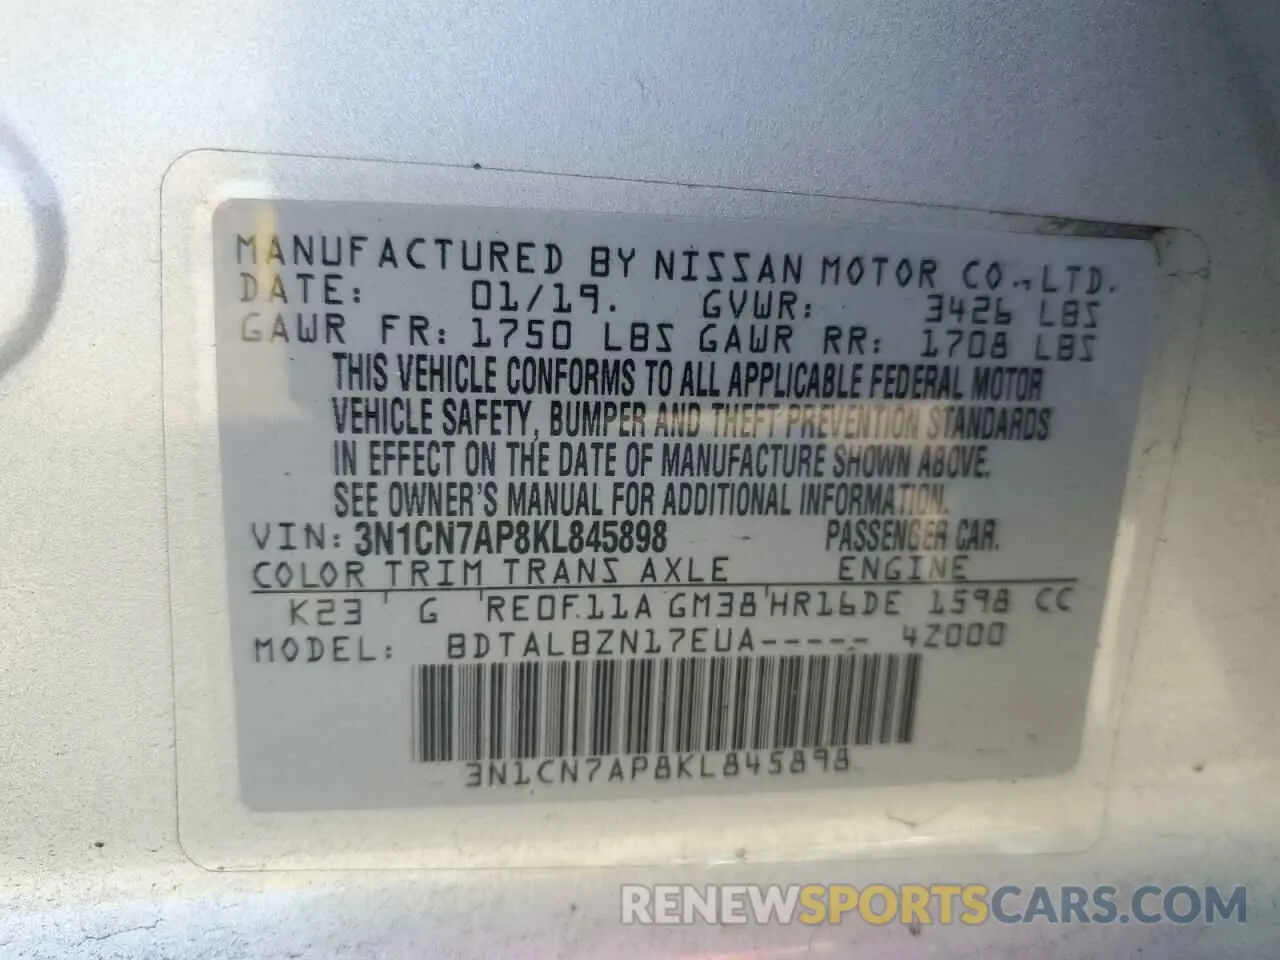 MANUFACTURED BY NISSAN MOTOR CO., LTD.
DATE: 01/19. GVWR: 3426 LBS
GAWR FR: 1750 LBS GAWR RR: 1708 LBS
THIS VEHICLE CONFORMS TO ALL APPLICABLE FEDERAL MOTOR
VEHICLE SAFETY, BUMPER AND THEFT PREVENTION STANDARDS
IN EFFECT ON THE DATE OF MANUFACTURE SHOWN ABOVE.
SEE OWNER'S MANUAL FOR ADDITIONAL INFORMATION.
VIN: 3N1CN7AP8KL845898 PASSENGER CAR.
COLOR TRIM TRANS AXLE ENGINE
K23 G RE0F11A GM38 HR16DE 1598 CC
MODEL: BDTALBZN17EUA----- 4Z000
3N1CN7AP8KL845898
RENEWSPORTSCARS.COM